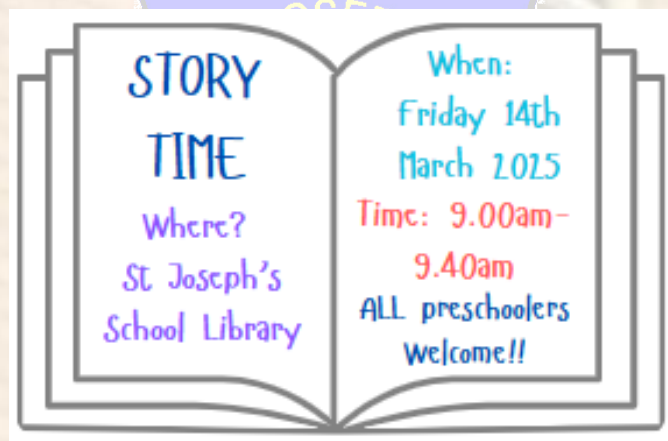 STORY
TIME
Where?
St Joseph's
School Library
When:
Friday 14th
March 2025
Time: 9.00am-
9.40am
ALL preschoolers
Welcome!!